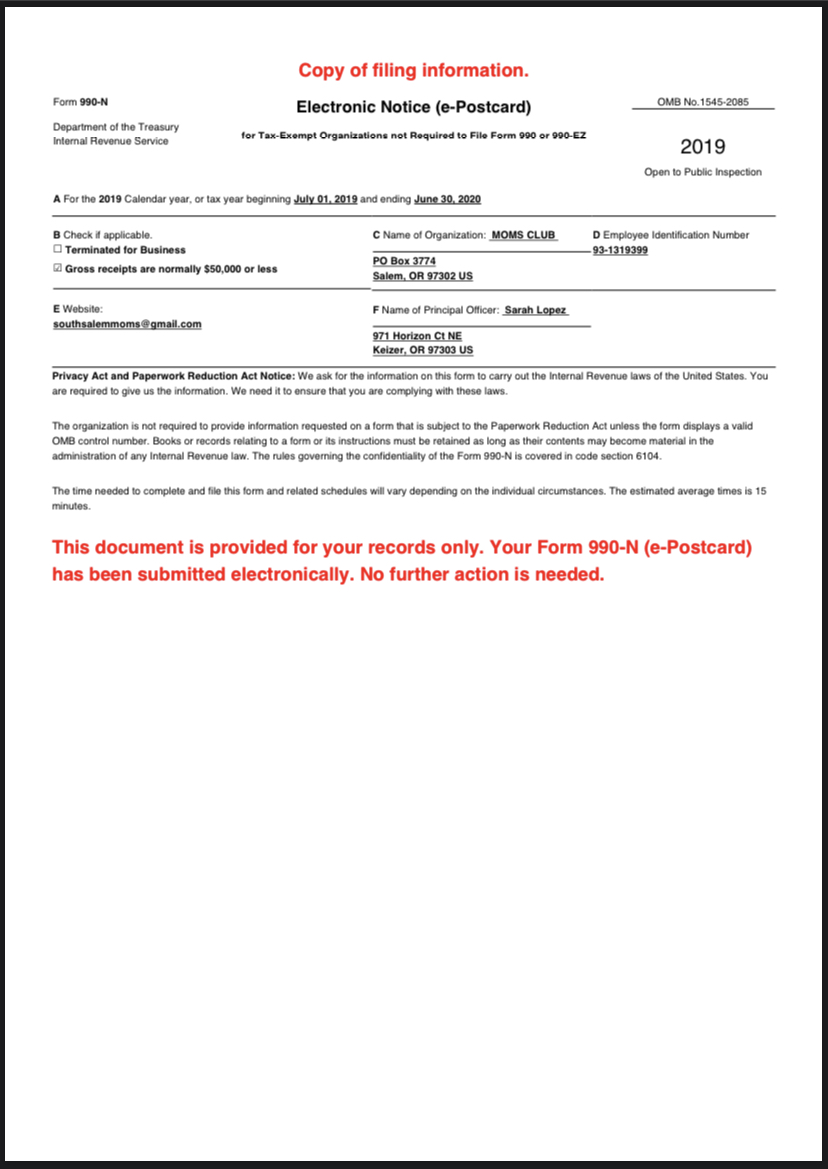 Copy of filing information.
Form 990-N
Department of the Treasury
Internal Revenue Service
Electronic Notice (e-Postcard)
for Tax-Exempt Organizations not Required to File Form 990 or 990-EZ
OMB No.1545-2085
2019
Open to Public Inspection
A For the 2019 Calendar year, or tax year beginning July 01, 2019 and ending June 30, 2020
B Check if applicable.
☐ Terminated for Business
☑ Gross receipts are normally $50,000 or less
C Name of Organization: MOMS CLUB
PO Box 3774
Salem, OR 97302 US
D Employee Identification Number
93-1319399
E Website:
southsalemmoms@gmail.com
F Name of Principal Officer: Sarah Lopez
971 Horizon Ct NE
Keizer, OR 97303 US
Privacy Act and Paperwork Reduction Act Notice: We ask for the information on this form to carry out the Internal Revenue laws of the United States. You
are required to give us the information. We need it to ensure that you are complying with these laws.
The organization is not required to provide information requested on a form that is subject to the Paperwork Reduction Act unless the form displays a valid
OMB control number. Books or records relating to a form or its instructions must be retained as long as their contents may become material in the
administration of any Internal Revenue law. The rules governing the confidentiality of the Form 990-N is covered in code section 6104.
The time needed to complete and file this form and related schedules will vary depending on the individual circumstances. The estimated average times is 15
minutes.
This document is provided for your records only. Your Form 990-N (e-Postcard)
has been submitted electronically. No further action is needed.